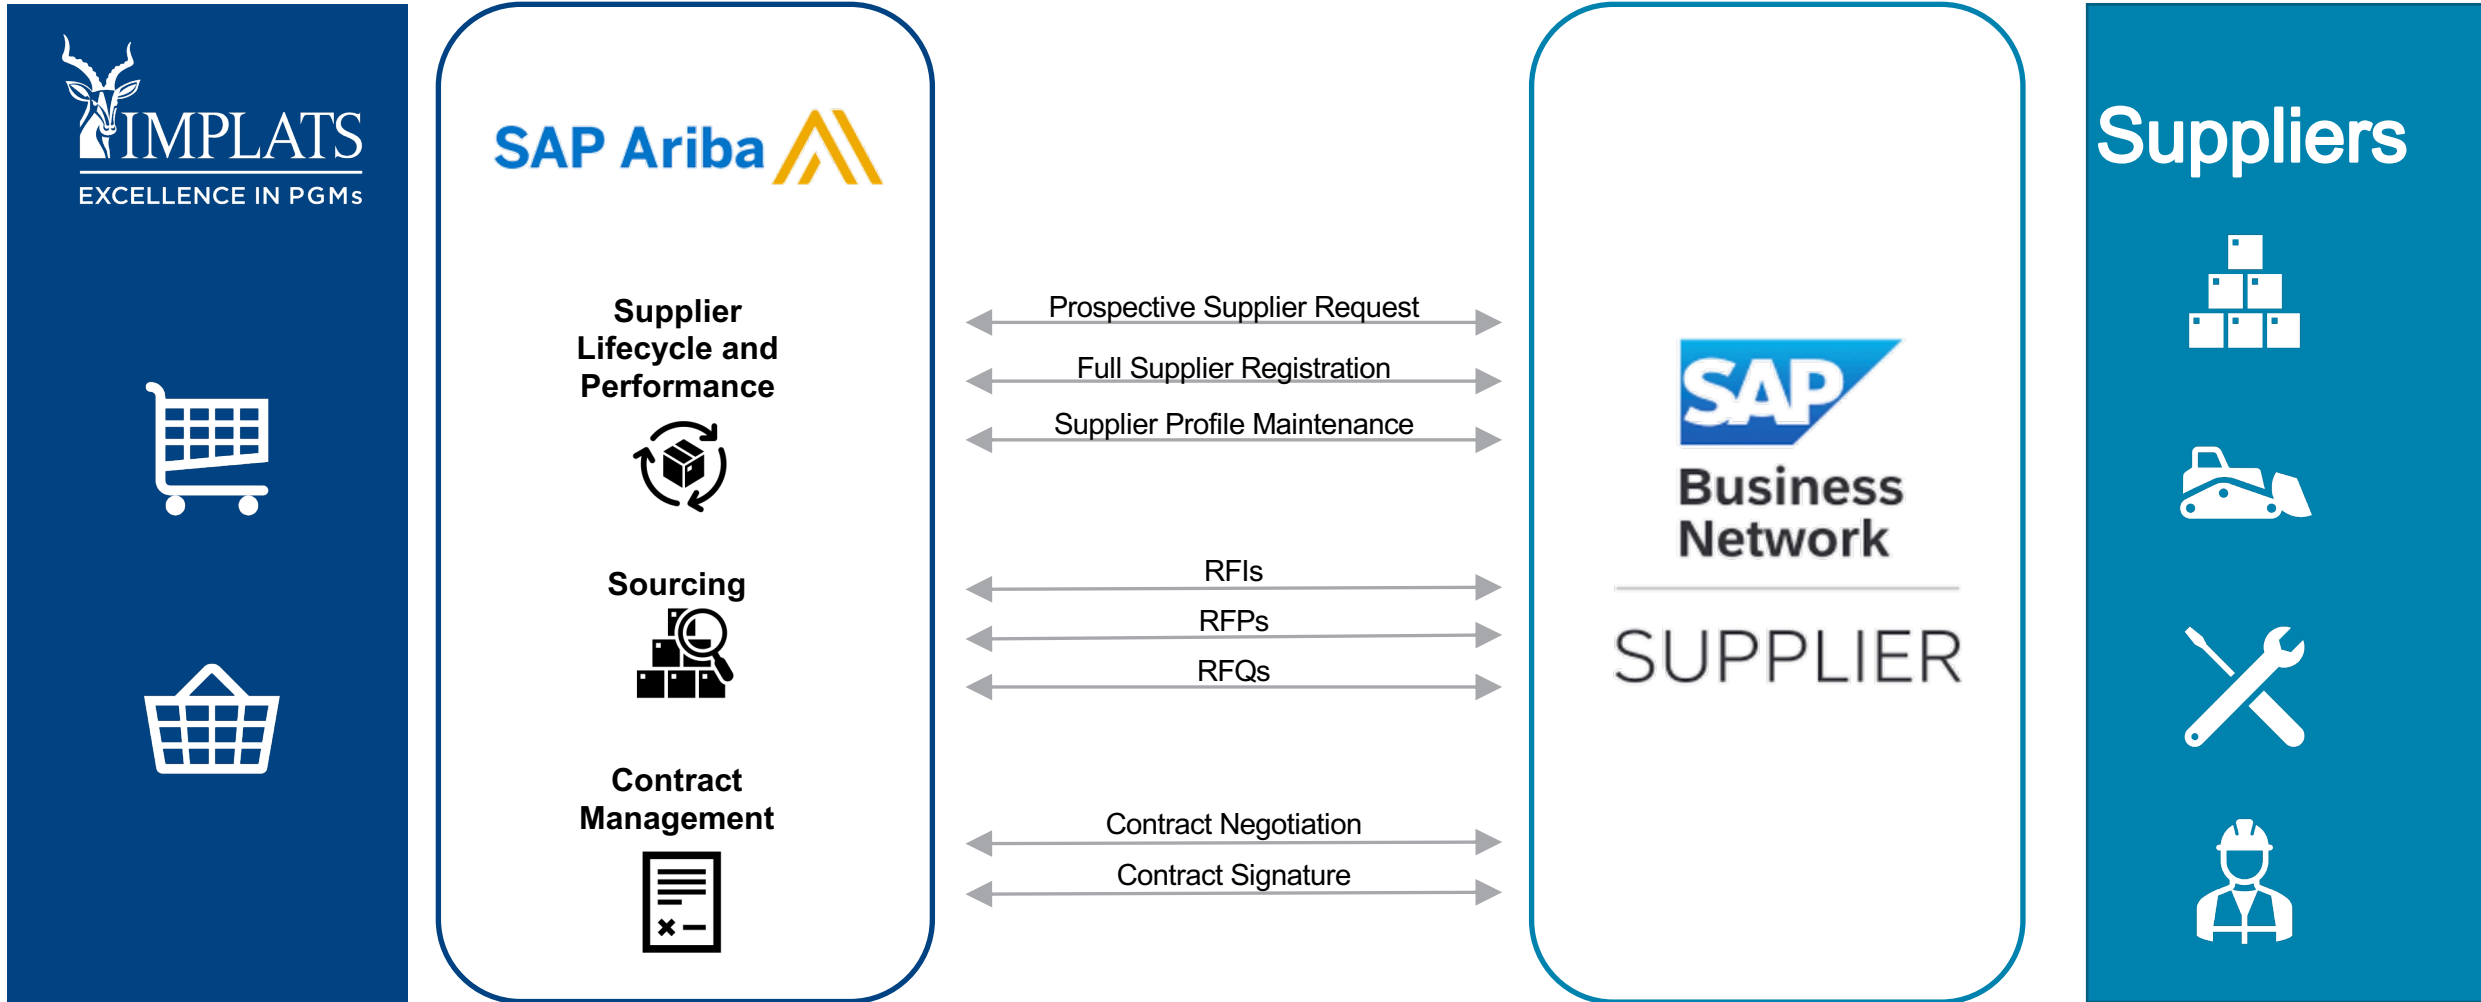 IMPLATS
EXCELLENCE IN PGMs
SAP Ariba
Supplier
Lifecycle and
Performance
Sourcing
Contract
Management
Prospective Supplier Request
Full Supplier Registration
Supplier Profile Maintenance
RFIs
RFPs
RFQs
Contract Negotiation
Contract Signature
SAP
Business
Network
SUPPLIER
Suppliers